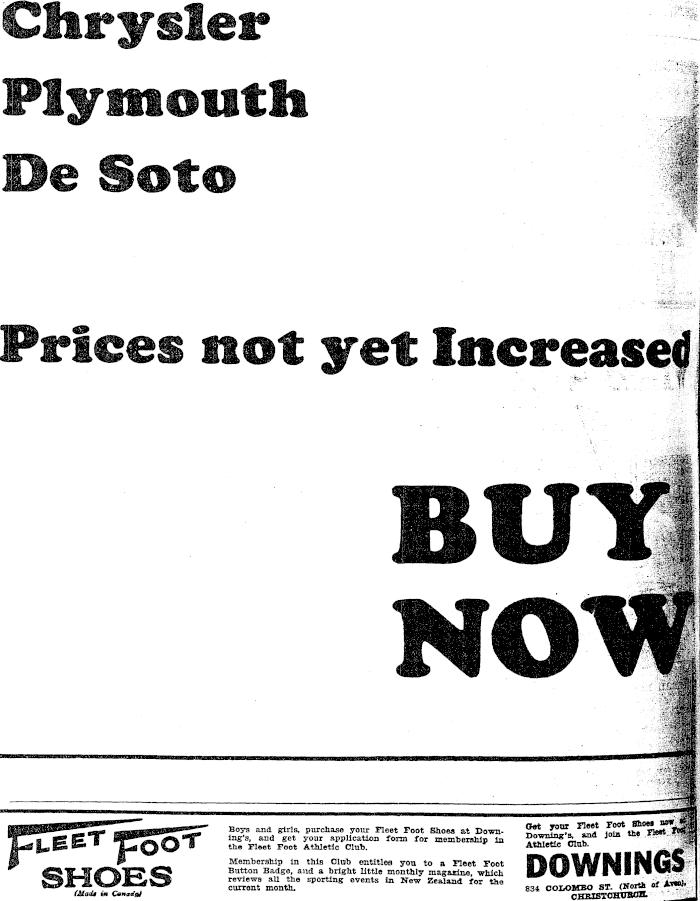 Chrysler
Plymouth
De Soto
Prices not yet Increased
BUY
NOW
FLEET FOOT
SHOES
(Made in Canada)
Boys and girls, purchase your Fleet Foot Shoes at Down-
ing's, and get your application form for membership in
the Fleet Foot Athletic Club.
Membership in this Club entitles you to a Fleet Foot
Button Badge, and a bright little monthly magazine, which
reviews all the sporting events in New Zealand for the
current month.
Get your Fleet Foot Shoes now at
Downing's, and join the Fleet Foot
Athletic Club.
DOWNINGS
834 COLOMBO ST. (North of Avon),
CHRISTCHURCH.